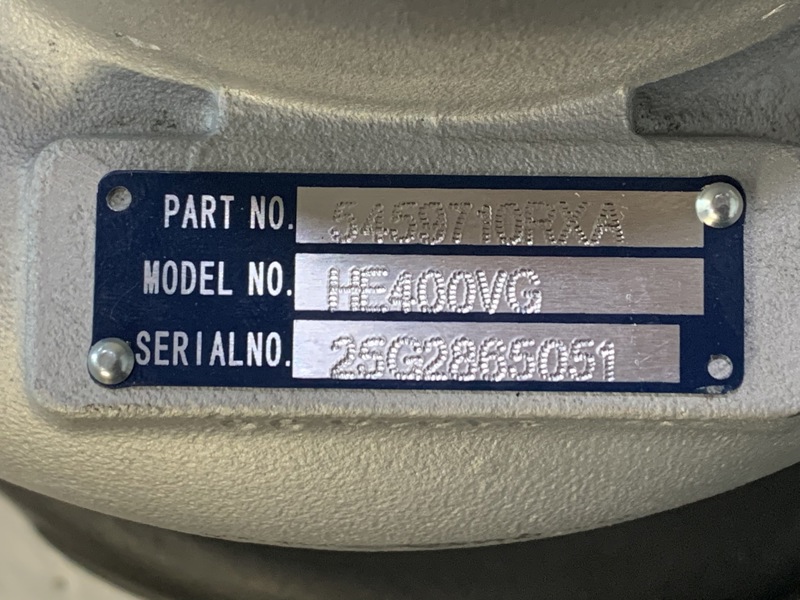 PART NO. 5459710RXA
MODEL NO. HE400VG
SERIALNO. 25G2865051